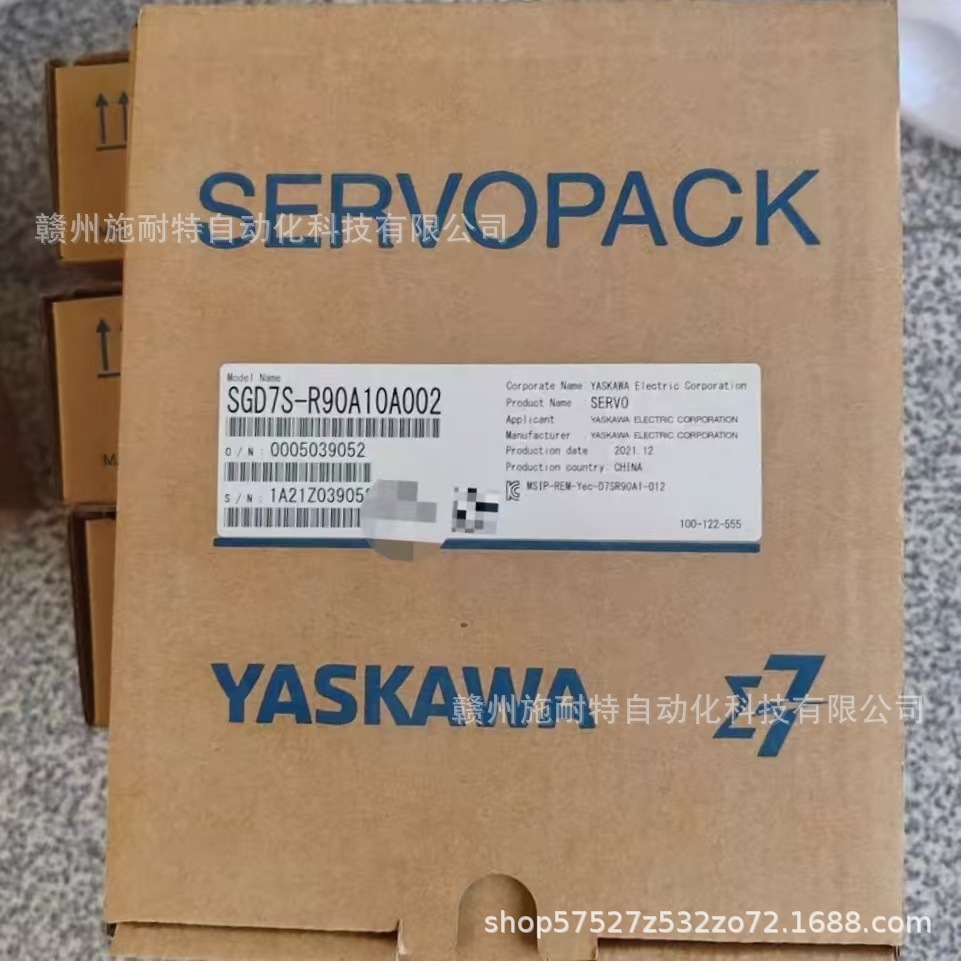 SERVOPACK
赣州施耐特自动化科技有限公司
Model Name
SGD7S-R90A10A002
O/N: 0005039052
S/N: 1A21Z03905
Corporate Name YASKAWA Electric Corporation
Product Name SERVO
Applicant YASKAWA ELECTRIC CORPORATION
Manufacturer YASKAWA ELECTRIC CORPORATION
Production date 2021.12
Production country: CHINA
MSIP-REM-Yec-07SR90A1-012
100-122-555
YASKAWA
Σ7
赣州施耐特自动化科技有限公司
shop57527z532zo72.1688.com